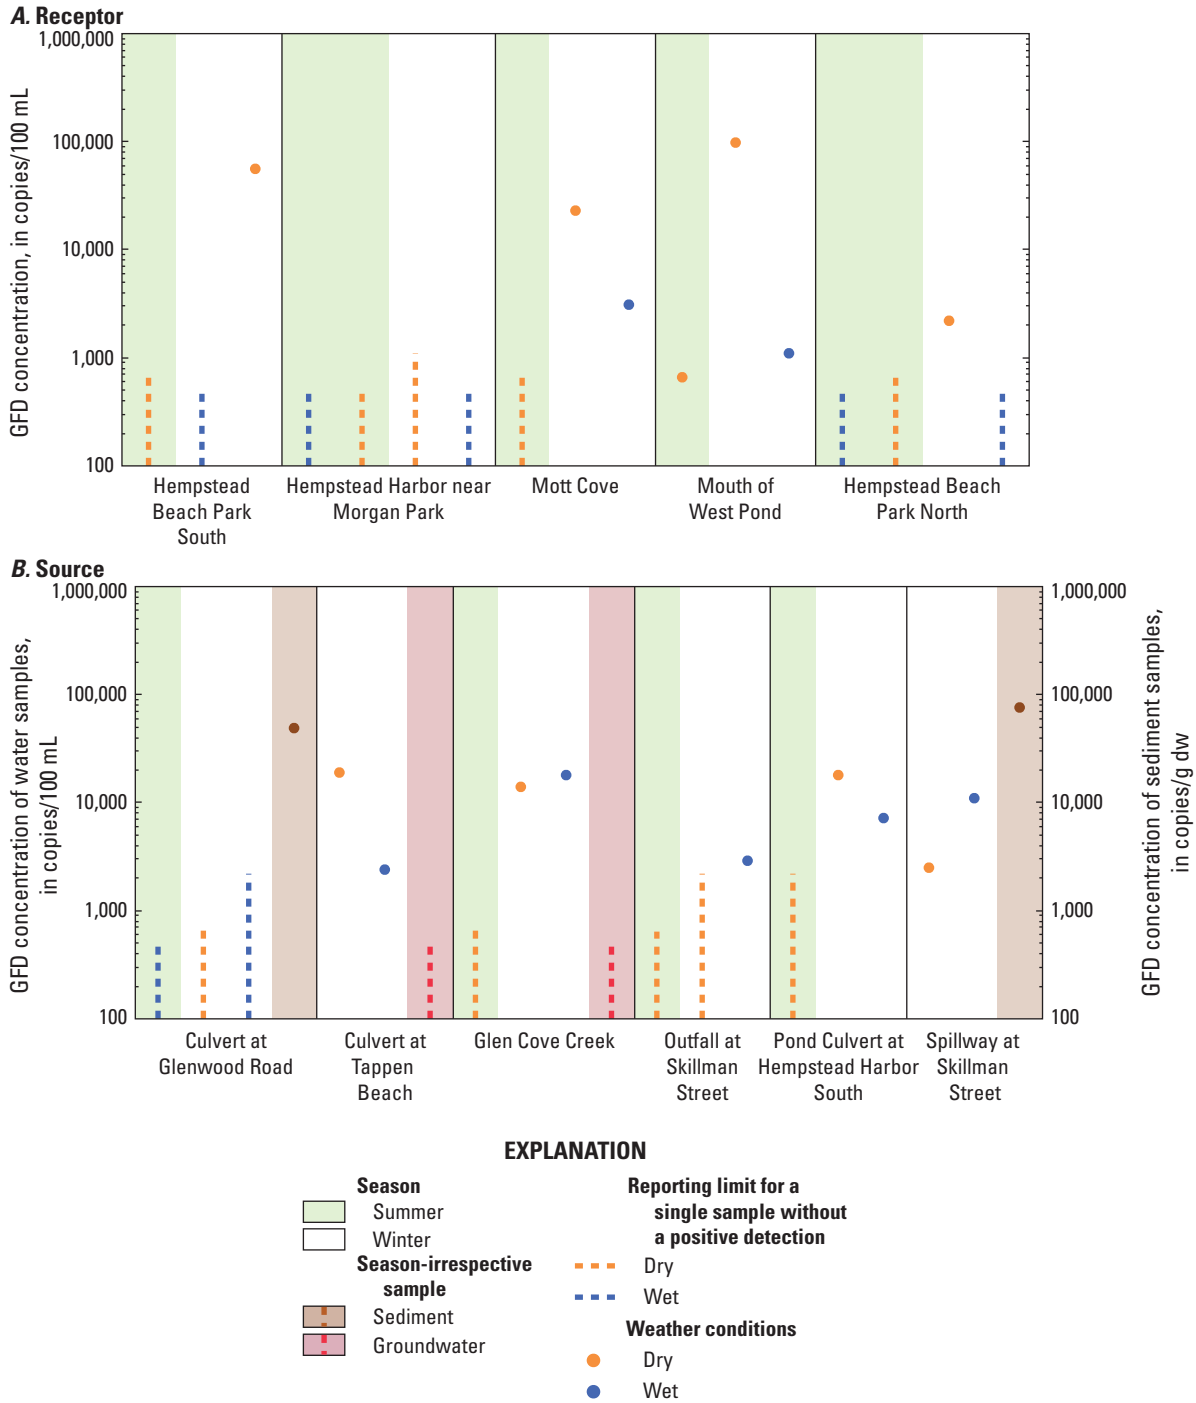 A. Receptor
1,000,000
100,000
10,000
1,000
100
GFD concentration, in copies/100 mL
Hempstead
Beach Park
South
Hempstead Harbor near
Morgan Park
Mott Cove
Mouth of
West Pond
Hempstead Beach
Park North
B. Source
1,000,000
100,000
10,000
1,000
100
GFD concentration of water samples,
in copies/100 mL
1,000,000
100,000
10,000
1,000
100
GFD concentration of sediment samples,
in copies/g dw
Culvert at
Glenwood Road
Culvert at
Tappen
Beach
Glen Cove Creek
Outfall at
Skillman
Street
Pond Culvert at
Hempstead Harbor
South
Spillway at
Skillman
Street
EXPLANATION
Season
Summer
Winter
Season-irrespective
sample
Sediment
Groundwater
Reporting limit for a
single sample without
a positive detection
Dry
Wet
Weather conditions
Dry
Wet